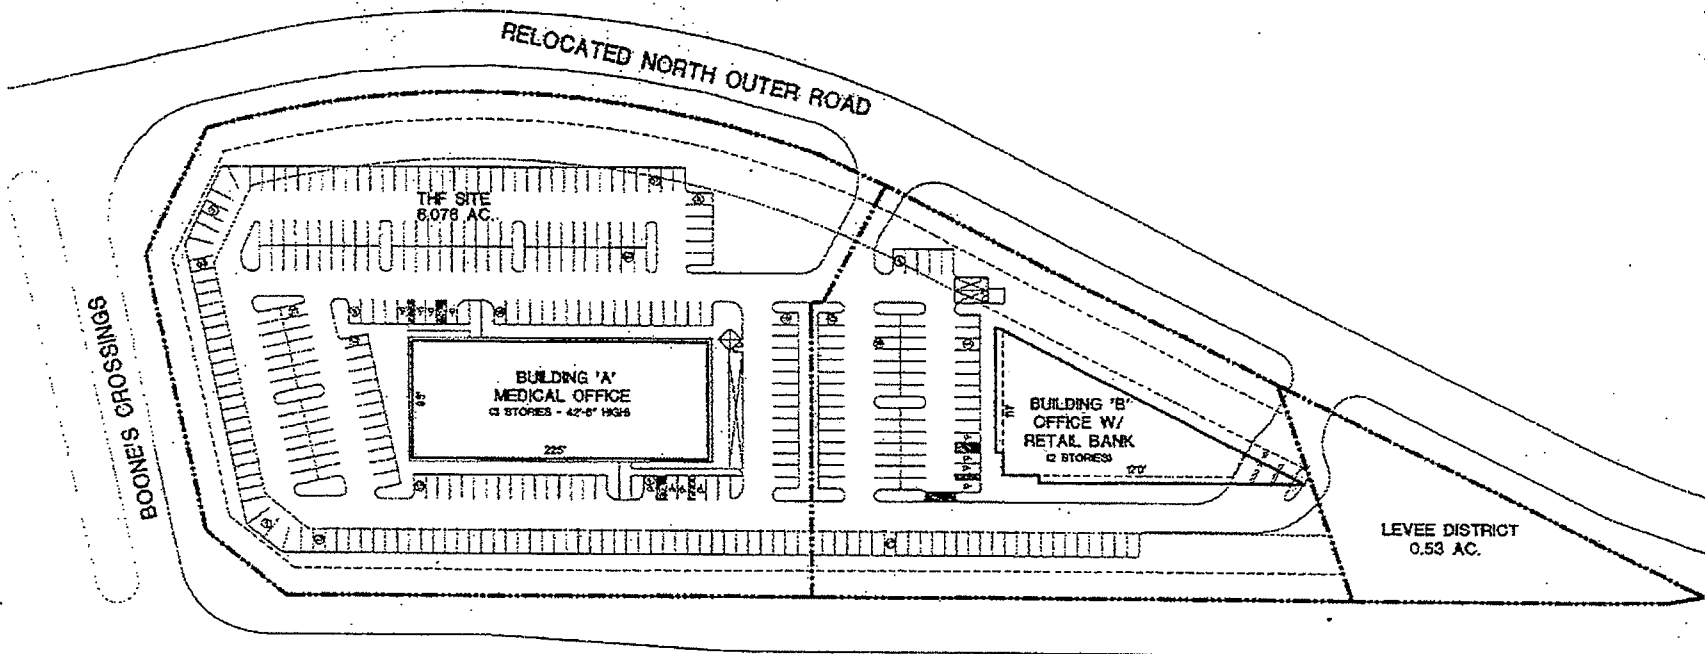 RELOCATED NORTH OUTER ROAD
THF SITE
6.076 AC.
BOONE'S CROSSINGS
BUILDING 'A'
MEDICAL OFFICE
(3 STORIES - 42'-6" HIGH)
225'
BUILDING 'B'
OFFICE W/
RETAIL BANK
(2 STORIES)
LEVEE DISTRICT
0.53 AC.